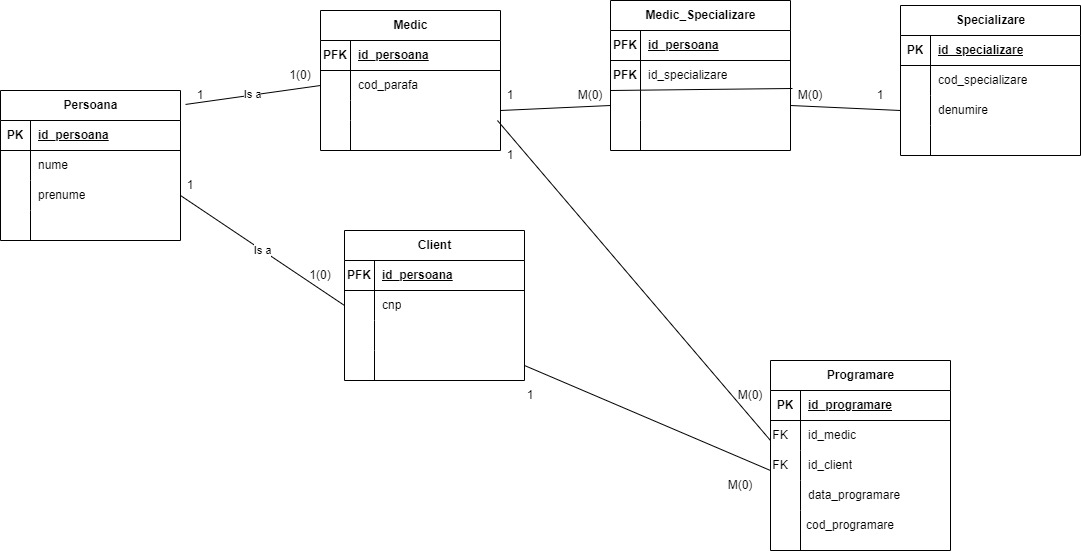 Medic
PFK id_persoana
cod_parafa
Medic_Specializare
PFK id_persoana
PFK id_specializare
Specializare
PK id_specializare
cod_specializare
denumire
Persoana
PK id_persoana
nume
prenume
1
Is a
1(0)
1
M(0)
M(0)
1
1
1
Is a
1(0)
Client
PFK id_persoana
cnp
1
M(0)
M(0)
Programare
PK id_programare
FK id_medic
FK id_client
data_programare
cod_programare